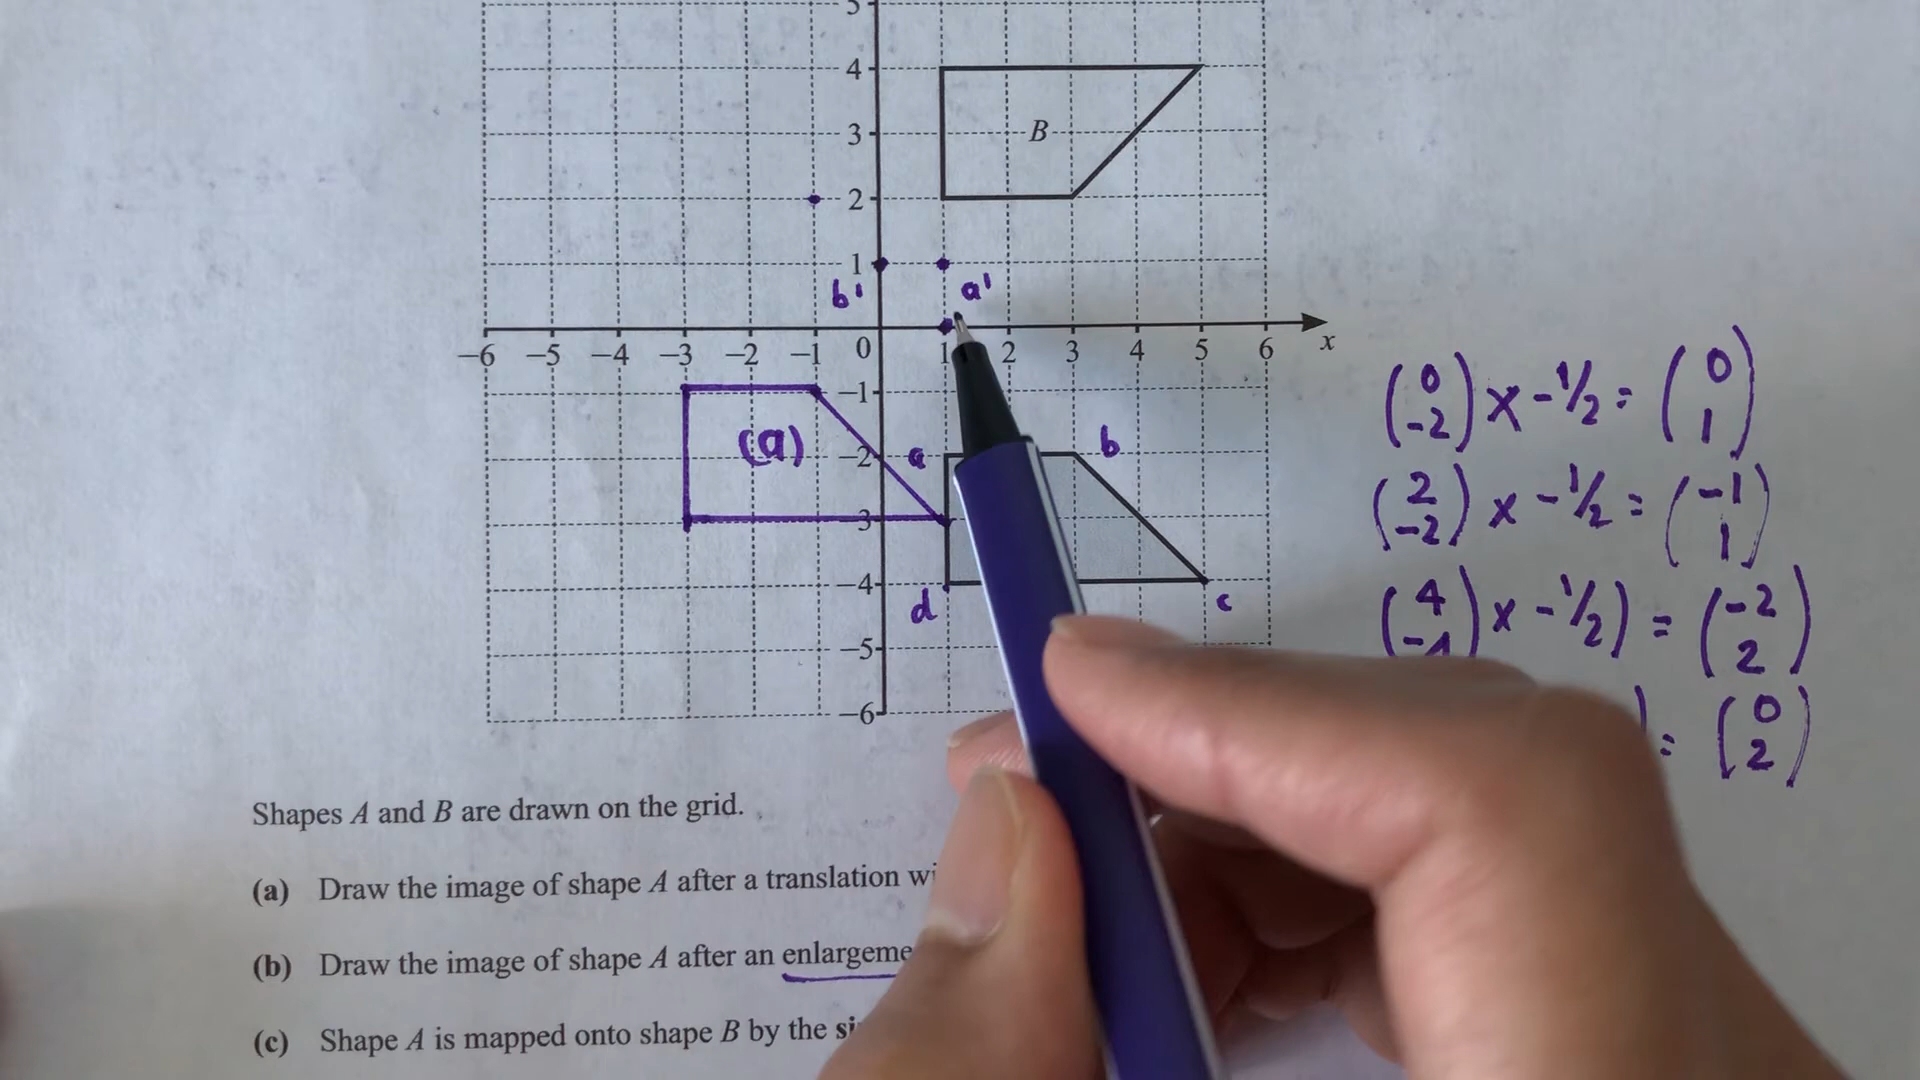 5
4
B
3
2
1
b'
a'
-6 -5 -4 -3 -2 -1 0 1 2 3 4 5 6 x
-1
(a)
-2
a
b
-3
-4
d
c
-5
-6
(0 -2) x -1/2 = (0 1)
(2 -2) x -1/2 = (-1 1)
(4 -4) x -1/2) = (-2 2)
) = (0 2)
Shapes A and B are drawn on the grid.
(a) Draw the image of shape A after a translation
(b) Draw the image of shape A after an enlargeme
(c) Shape A is mapped onto shape B by the